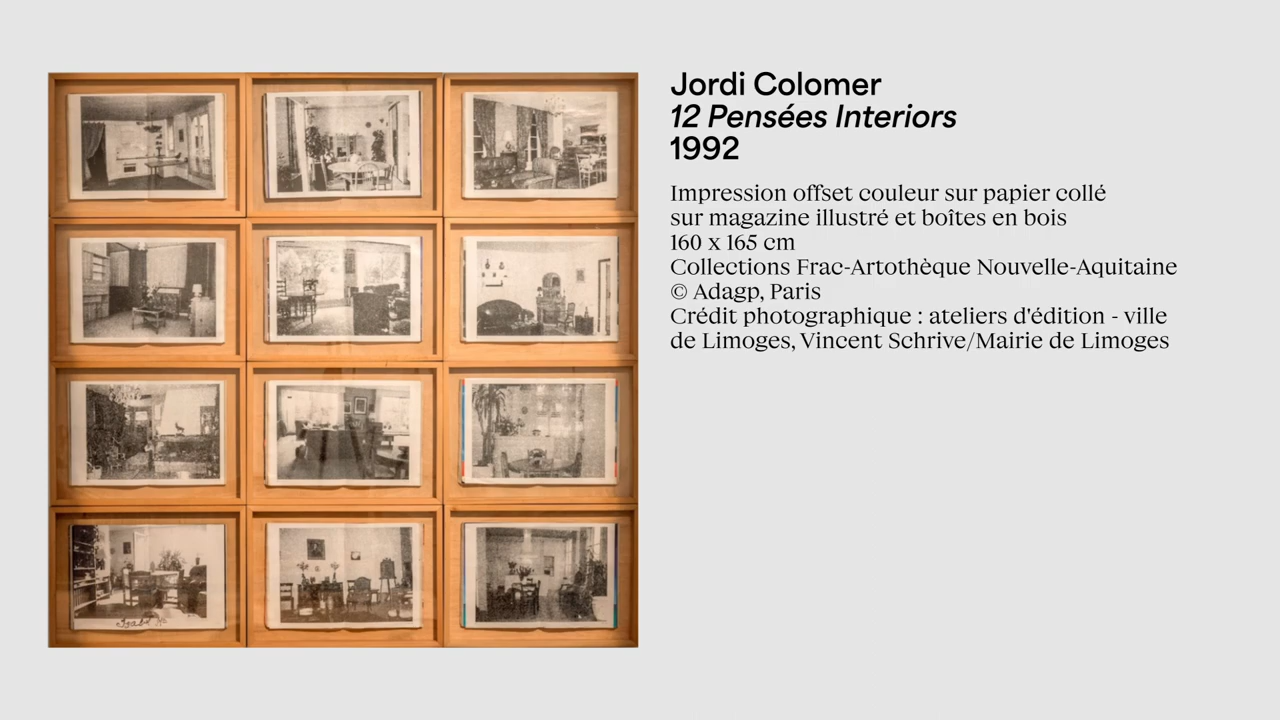 Jordi Colomer
12 Pensées Interiors
1992
Impression offset couleur sur papier collé
sur magazine illustré et boîtes en bois
160 x 165 cm
Collections Frac-Artothèque Nouvelle-Aquitaine
© Adagp, Paris
Crédit photographique : ateliers d'édition - ville
de Limoges, Vincent Schrive/Mairie de Limoges